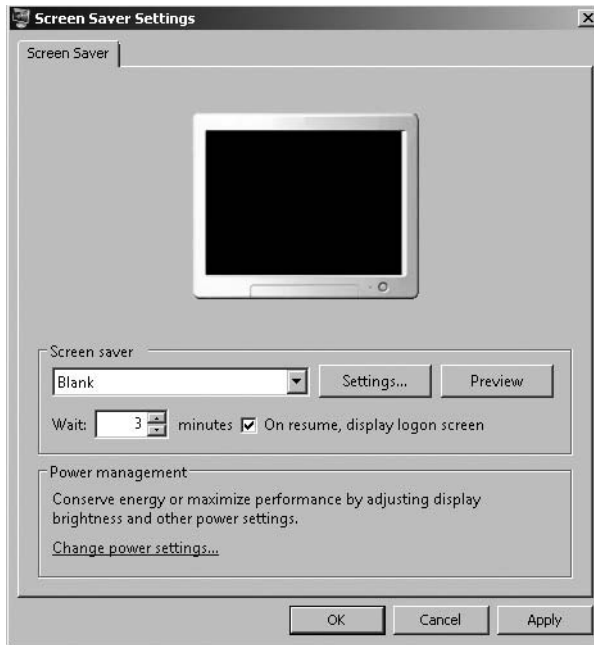 Screen Saver Settings
Screen Saver
Screen saver
Blank
Settings...
Preview
Wait: 3 minutes On resume, display logon screen
Power management
Conserve energy or maximize performance by adjusting display
brightness and other power settings.
Change power settings...
OK
Cancel
Apply